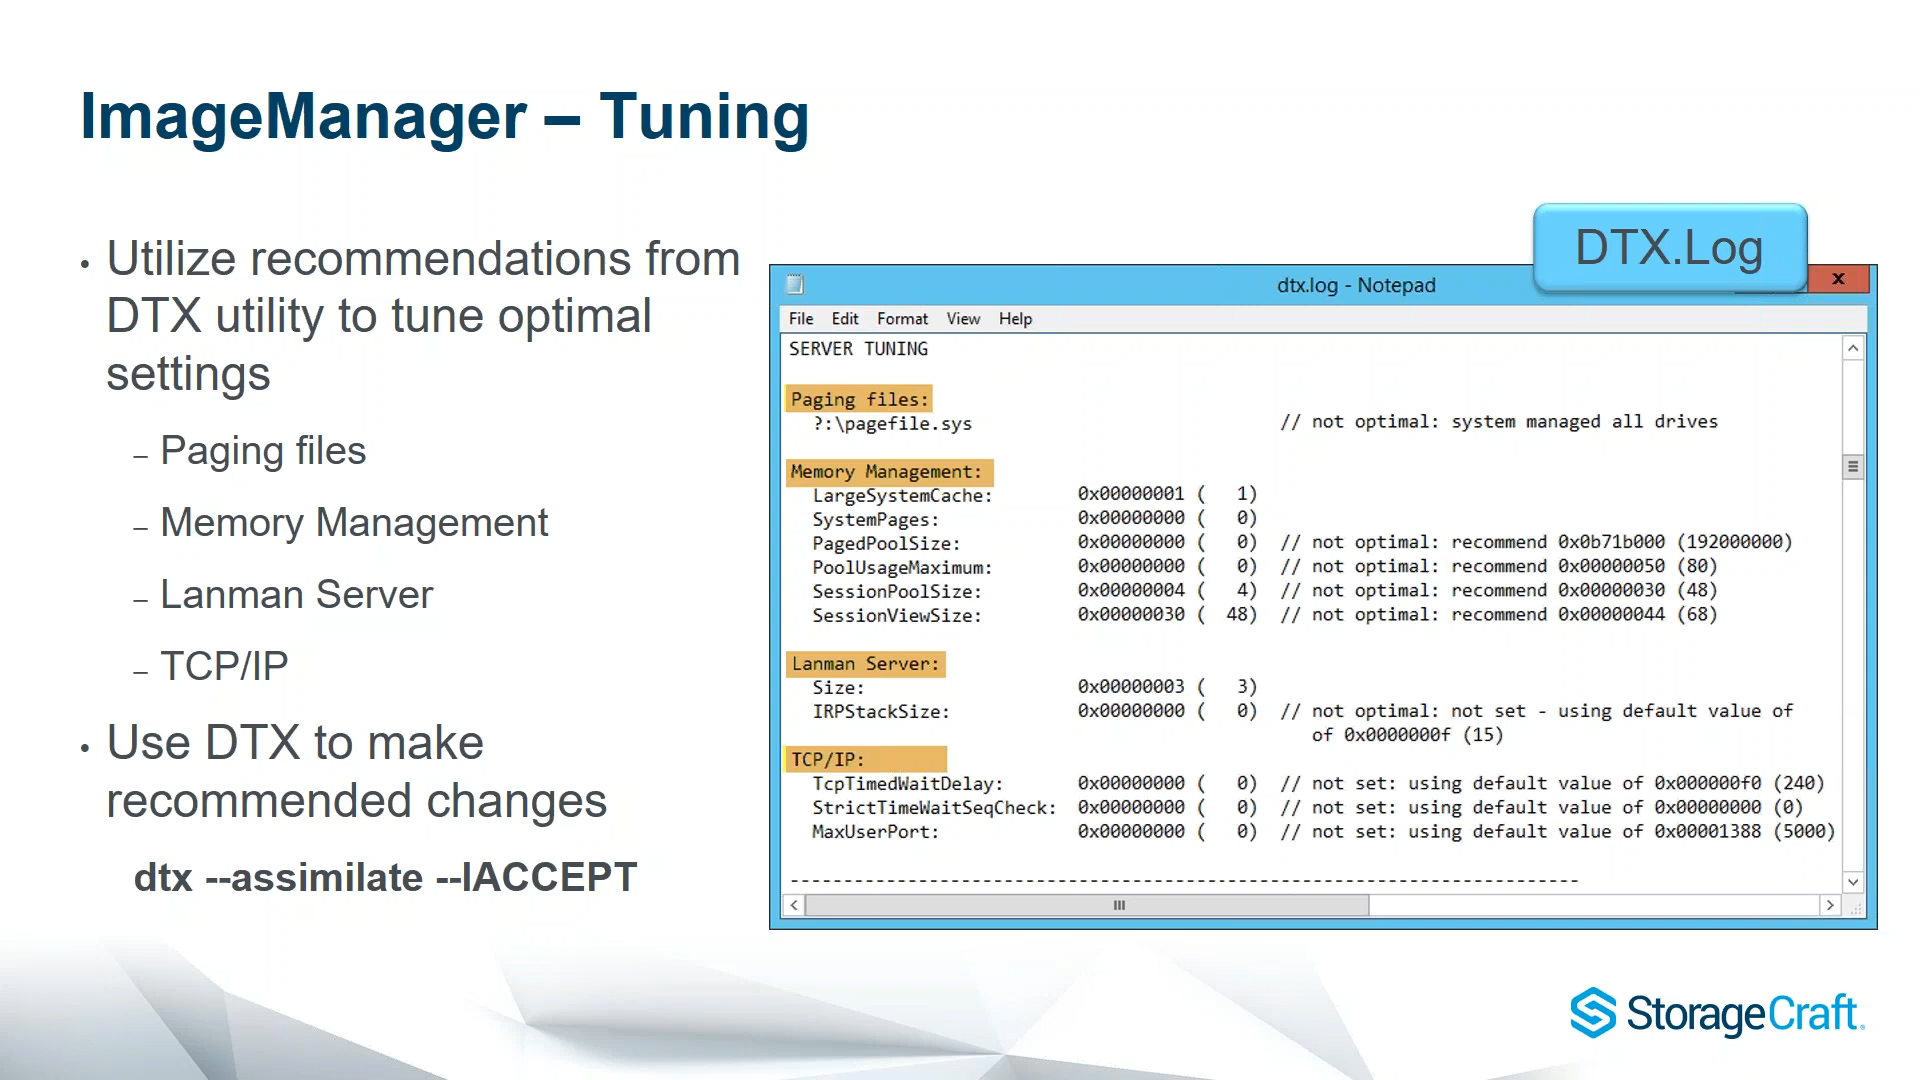 ImageManager – Tuning
• Utilize recommendations from
DTX utility to tune optimal
settings
– Paging files
– Memory Management
– Lanman Server
– TCP/IP
• Use DTX to make
recommended changes
dtx --assimilate --IACCEPT
DTX.Log
dtx.log - Notepad
x
File Edit Format View Help
SERVER TUNING
Paging files:
?:\pagefile.sys // not optimal: system managed all drives
Memory Management:
LargeSystemCache: 0x00000001 ( 1)
SystemPages: 0x00000000 ( 0)
PagedPoolSize: 0x00000000 ( 0) // not optimal: recommend 0x0b71b000 (192000000)
PoolUsageMaximum: 0x00000000 ( 0) // not optimal: recommend 0x00000050 (80)
SessionPoolSize: 0x00000004 ( 4) // not optimal: recommend 0x00000030 (48)
SessionViewSize: 0x00000030 ( 48) // not optimal: recommend 0x00000044 (68)
Lanman Server:
Size: 0x00000003 ( 3)
IRPStackSize: 0x00000000 ( 0) // not optimal: not set - using default value of
of 0x0000000f (15)
TCP/IP:
TcpTimedWaitDelay: 0x00000000 ( 0) // not set: using default value of 0x000000f0 (240)
StrictTimeWaitSeqCheck: 0x00000000 ( 0) // not set: using default value of 0x00000000 (0)
MaxUserPort: 0x00000000 ( 0) // not set: using default value of 0x00001388 (5000)
--------------------------------------------------------------------------
StorageCraft